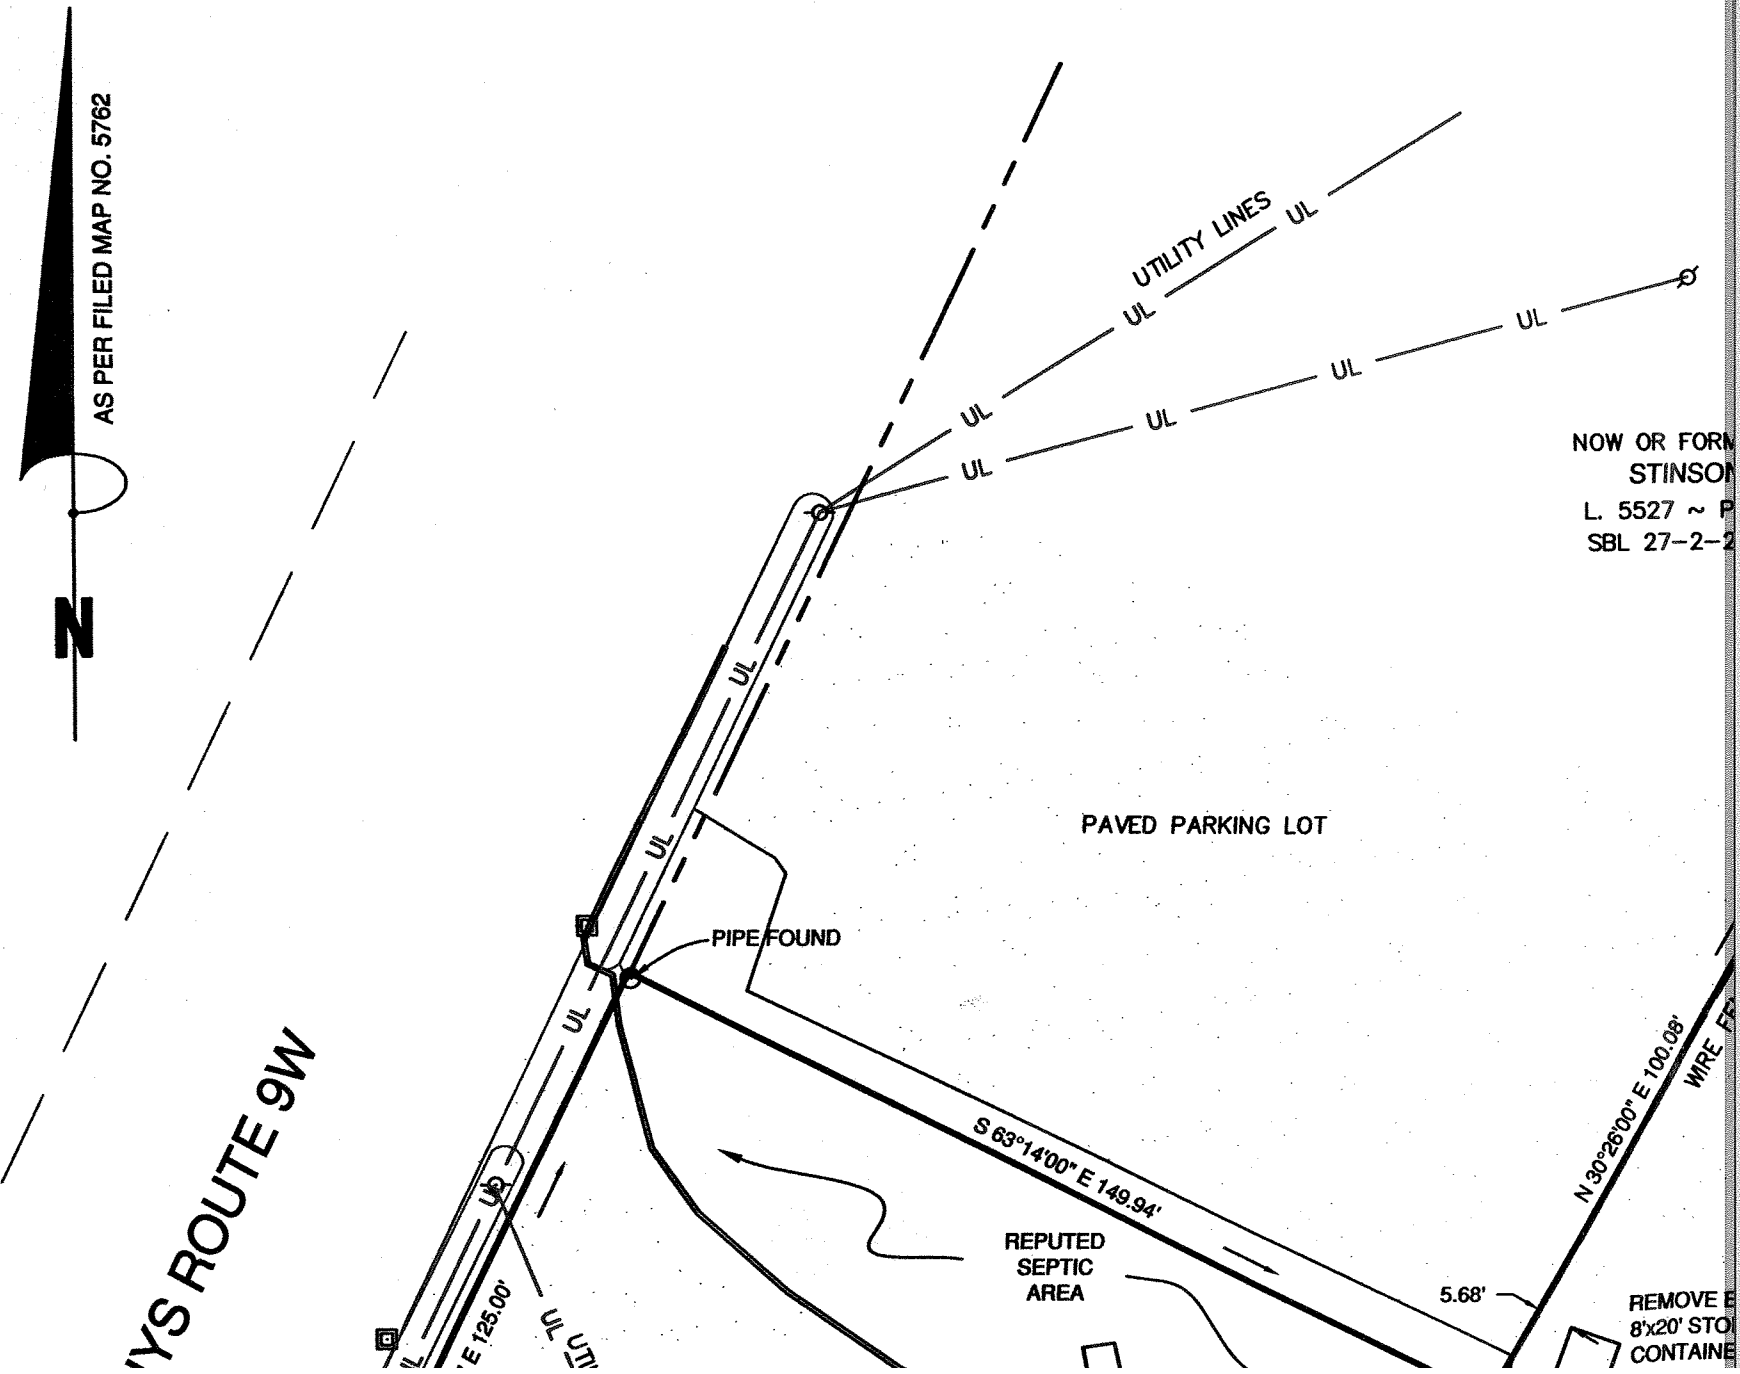 AS PER FILED MAP NO. 5762
N
UTILITY LINES
UL
UL
UL
UL
UL
UL
UL
NOW OR FORM
STINSON
L. 5527 ~ P
SBL 27-2-2
UL
UL
PAVED PARKING LOT
PIPE FOUND
UL
NYS ROUTE 9W
N 30°26'00" E 100.08'
WIRE FE
S 63°14'00" E 149.94'
UL
REPUTED
SEPTIC
AREA
5.68'
E 125.00'
UL
UTI
UL
REMOVE E
8'x20' STO
CONTAINE